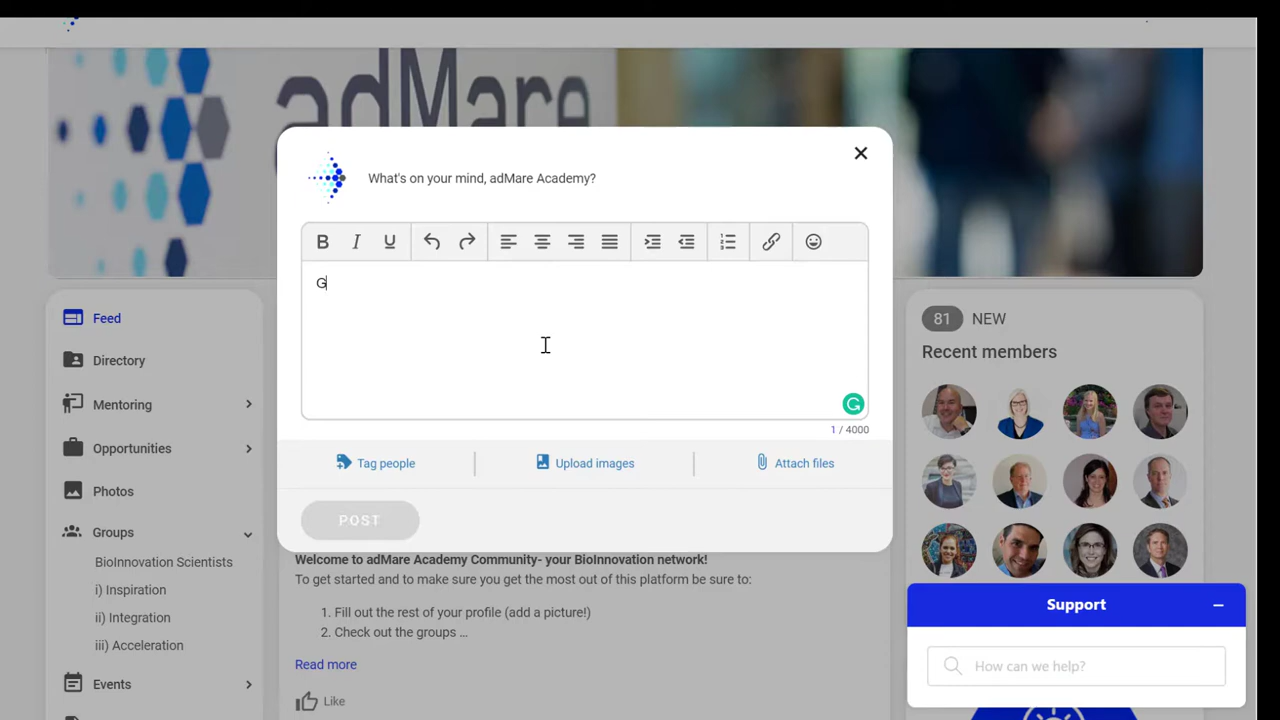 adMare
What's on your mind, adMare Academy?
B I U
G
1 / 4000
Tag people
Upload images
Attach files
POST
Feed
Directory
Mentoring
Opportunities
Photos
Groups
BioInnovation Scientists
i) Inspiration
ii) Integration
iii) Acceleration
Events
Welcome to adMare Academy Community- your BioInnovation network!
To get started and to make sure you get the most out of this platform be sure to:
1. Fill out the rest of your profile (add a picture!)
2. Check out the groups ...
Read more
Like
81 NEW
Recent members
Support
How can we help?